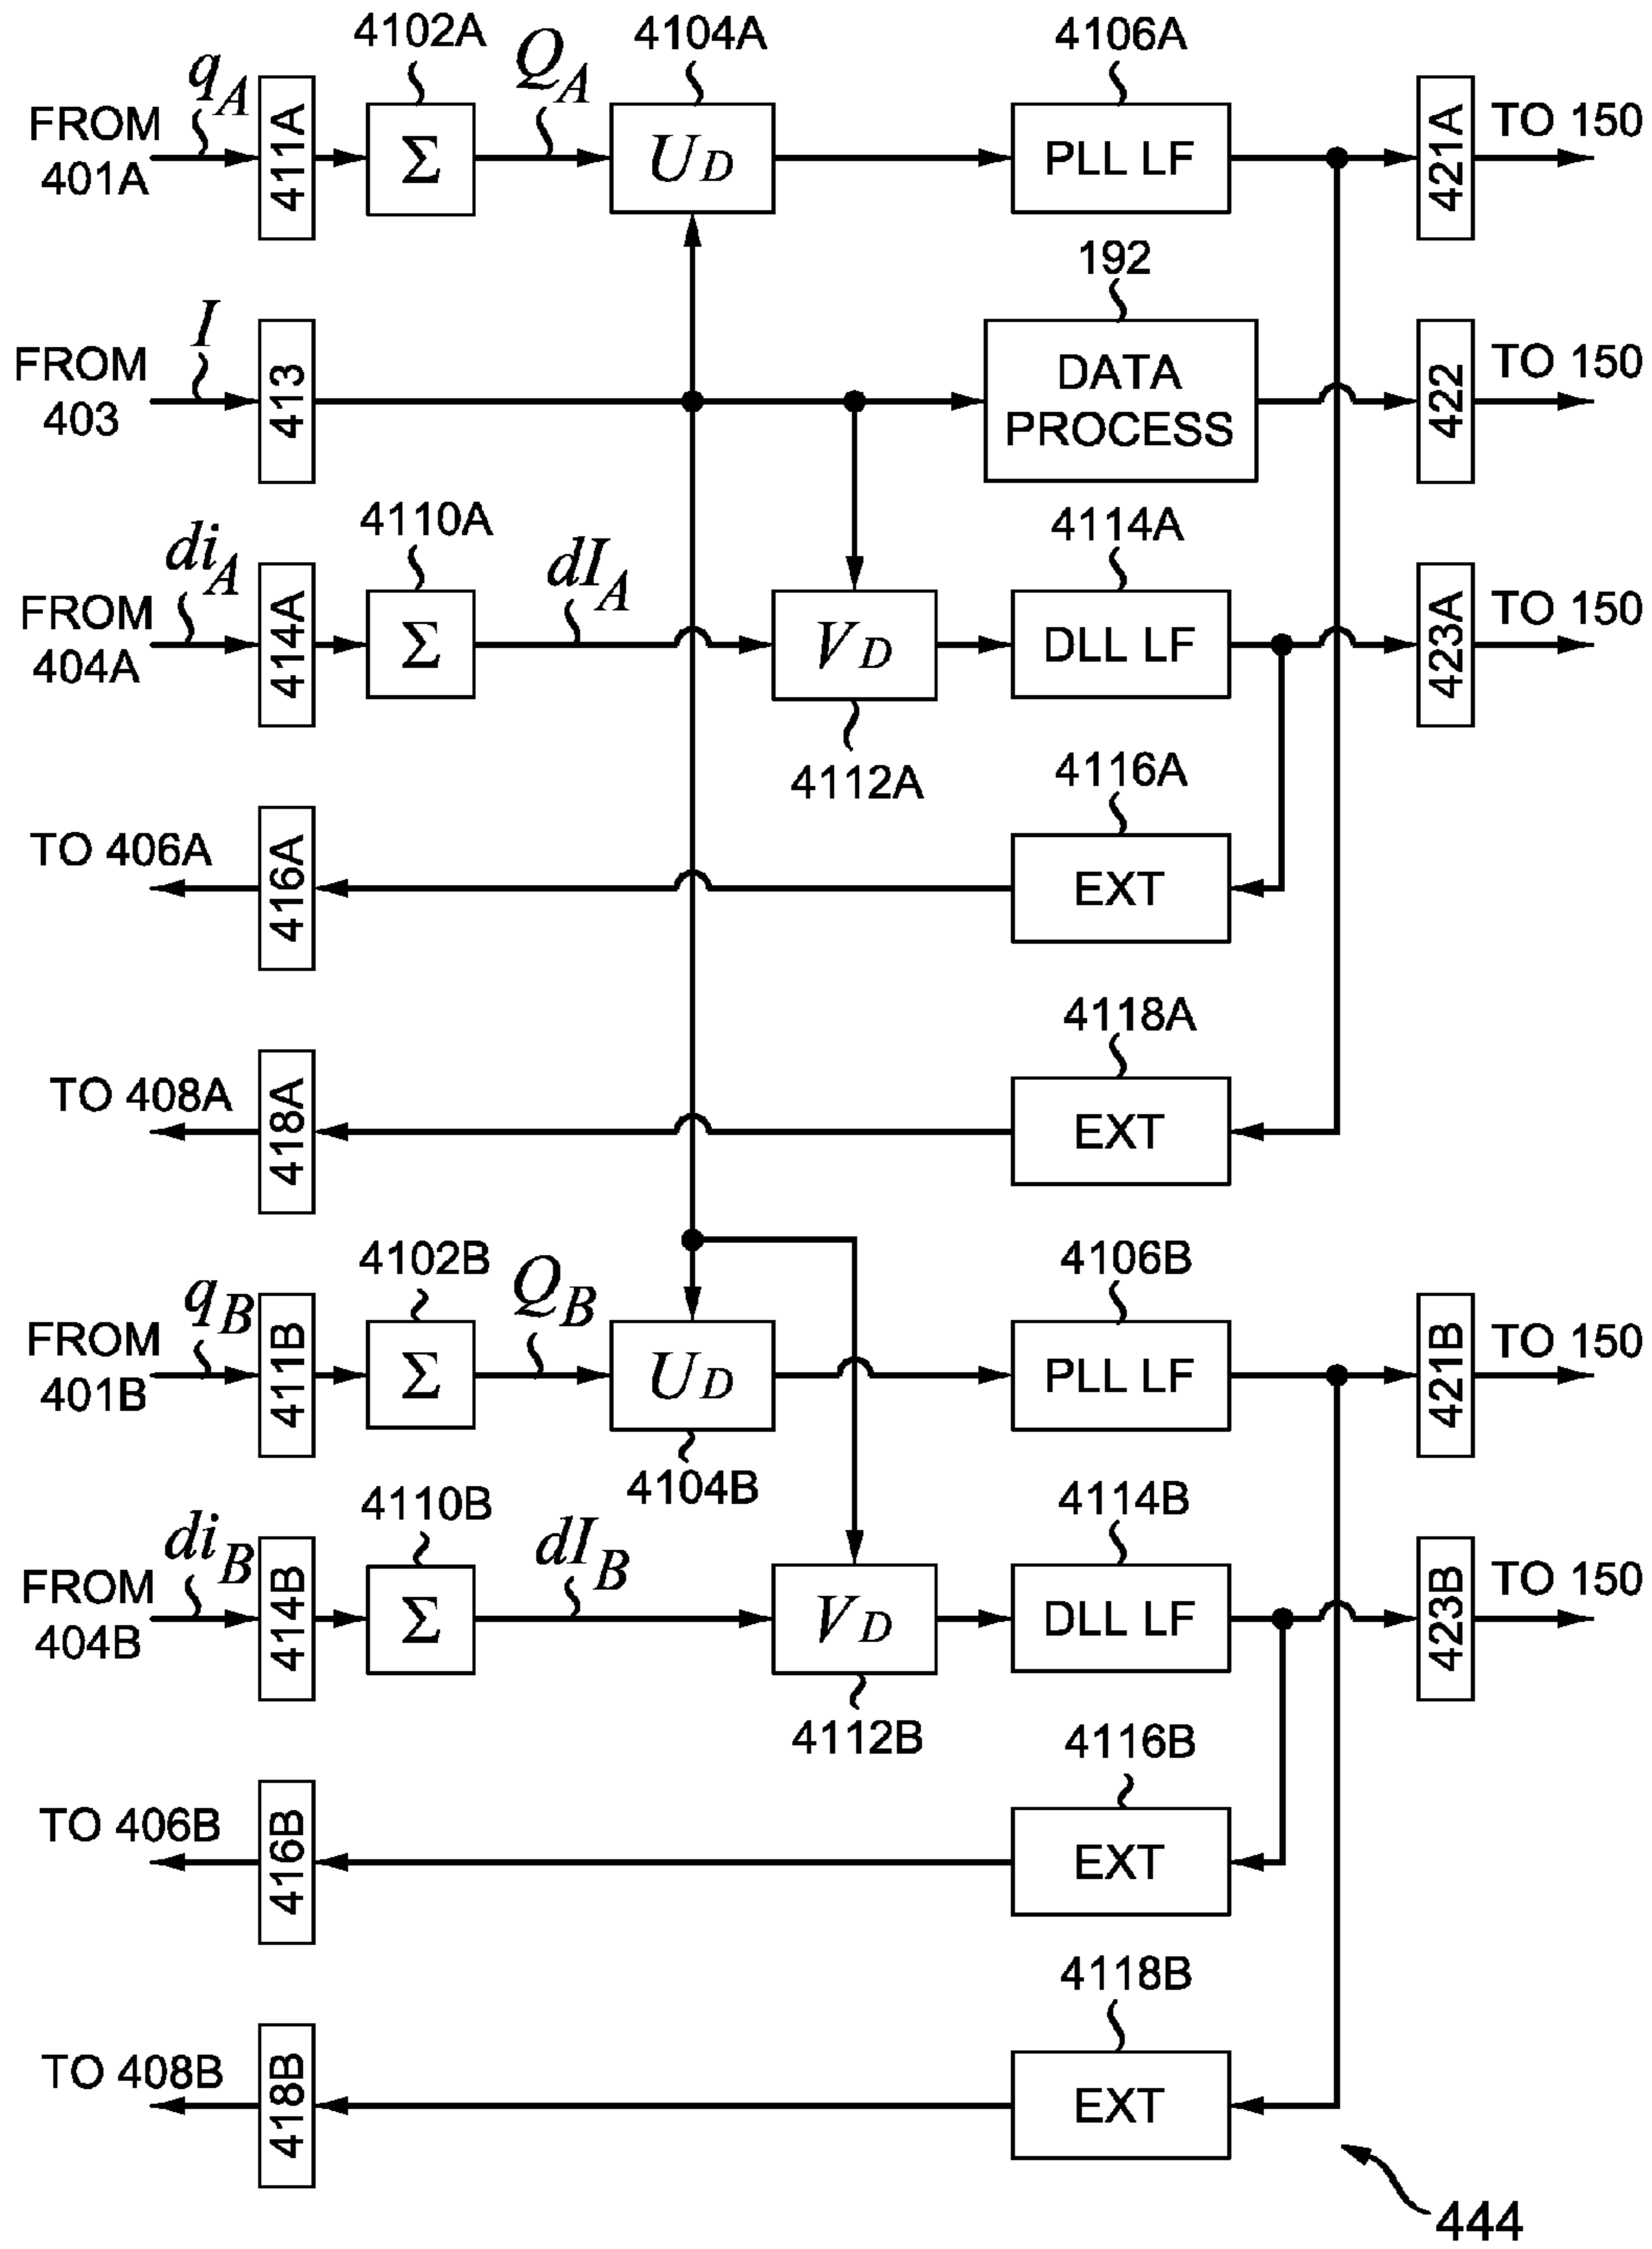 4102A 4104A 4106A
q_A Q_A
FROM 401A 411A Σ U_D PLL LF 421A TO 150
192
I
FROM 403 413 DATA PROCESS 422 TO 150
4110A 4114A
di_A dI_A
FROM 404A 414A Σ V_D DLL LF 423A TO 150
4112A 4116A
TO 406A 416A EXT
4118A
TO 408A 418A EXT
4102B 4106B
q_B Q_B
FROM 401B 411B Σ U_D PLL LF 421B TO 150
4104B
4110B 4114B
di_B dI_B
FROM 404B 414B Σ V_D DLL LF 423B TO 150
4112B 4116B
TO 406B 416B EXT
4118B
TO 408B 418B EXT
444